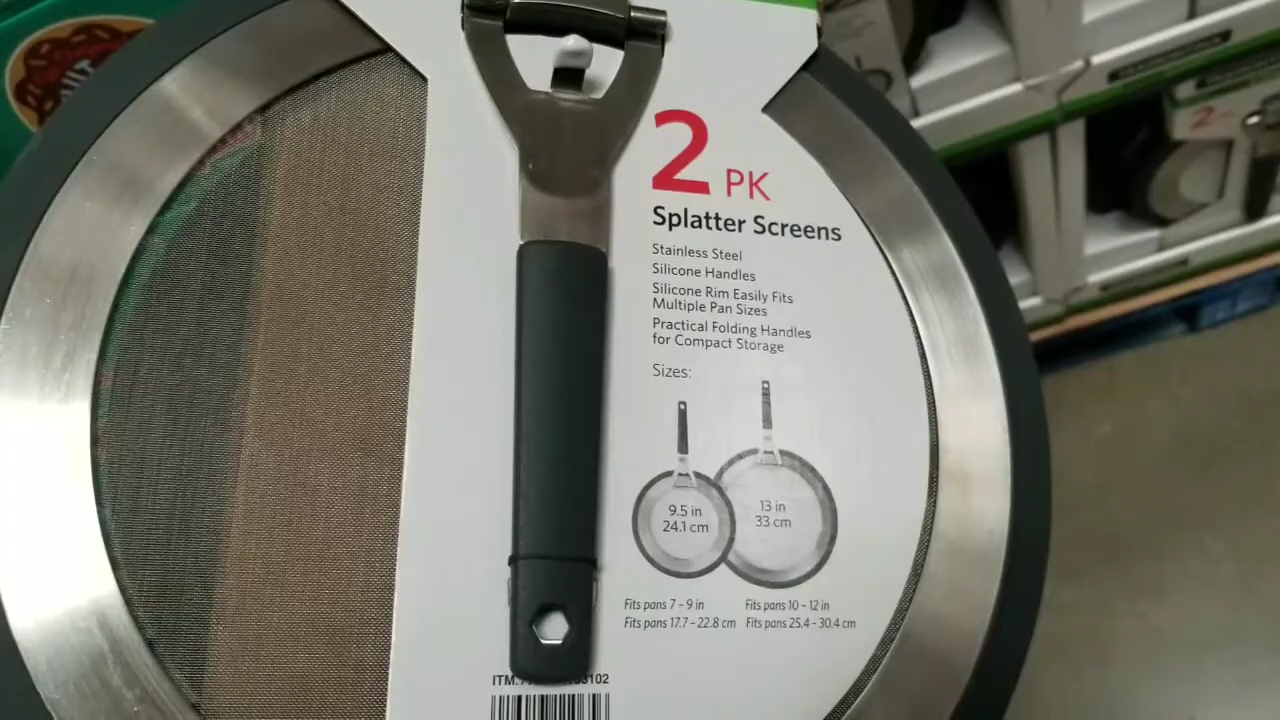 2 PK
Splatter Screens
Stainless Steel
Silicone Handles
Silicone Rim Easily Fits
Multiple Pan Sizes
Practical Folding Handles
for Compact Storage
Sizes:
9.5 in
24.1 cm
13 in
33 cm
Fits pans 7 - 9 in
Fits pans 17.7 - 22.8 cm
Fits pans 10 - 12 in
Fits pans 25.4 - 30.4 cm
ITM.
2